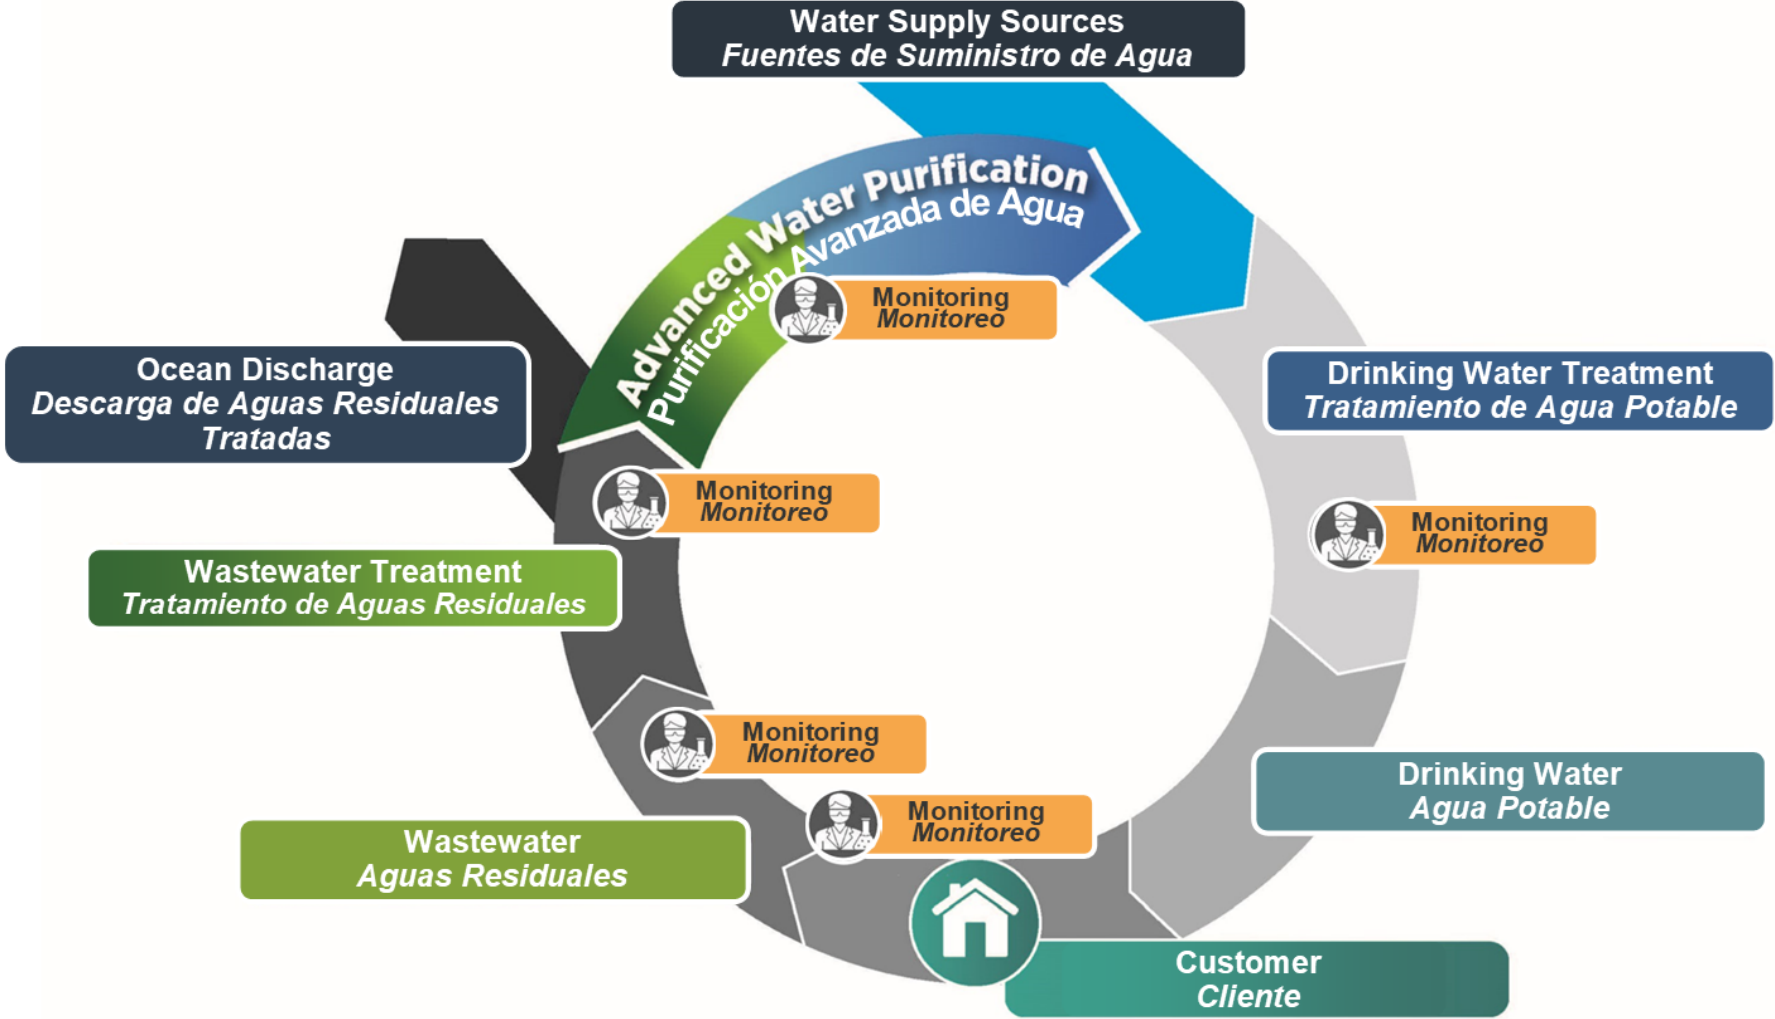 Water Supply Sources
Fuentes de Suministro de Agua
Advanced Water Purification
Purificación Avanzada de Agua
Monitoring
Monitoreo
Ocean Discharge
Descarga de Aguas Residuales
Tratadas
Drinking Water Treatment
Tratamiento de Agua Potable
Monitoring
Monitoreo
Monitoring
Monitoreo
Wastewater Treatment
Tratamiento de Aguas Residuales
Monitoring
Monitoreo
Drinking Water
Agua Potable
Monitoring
Monitoreo
Wastewater
Aguas Residuales
Customer
Cliente